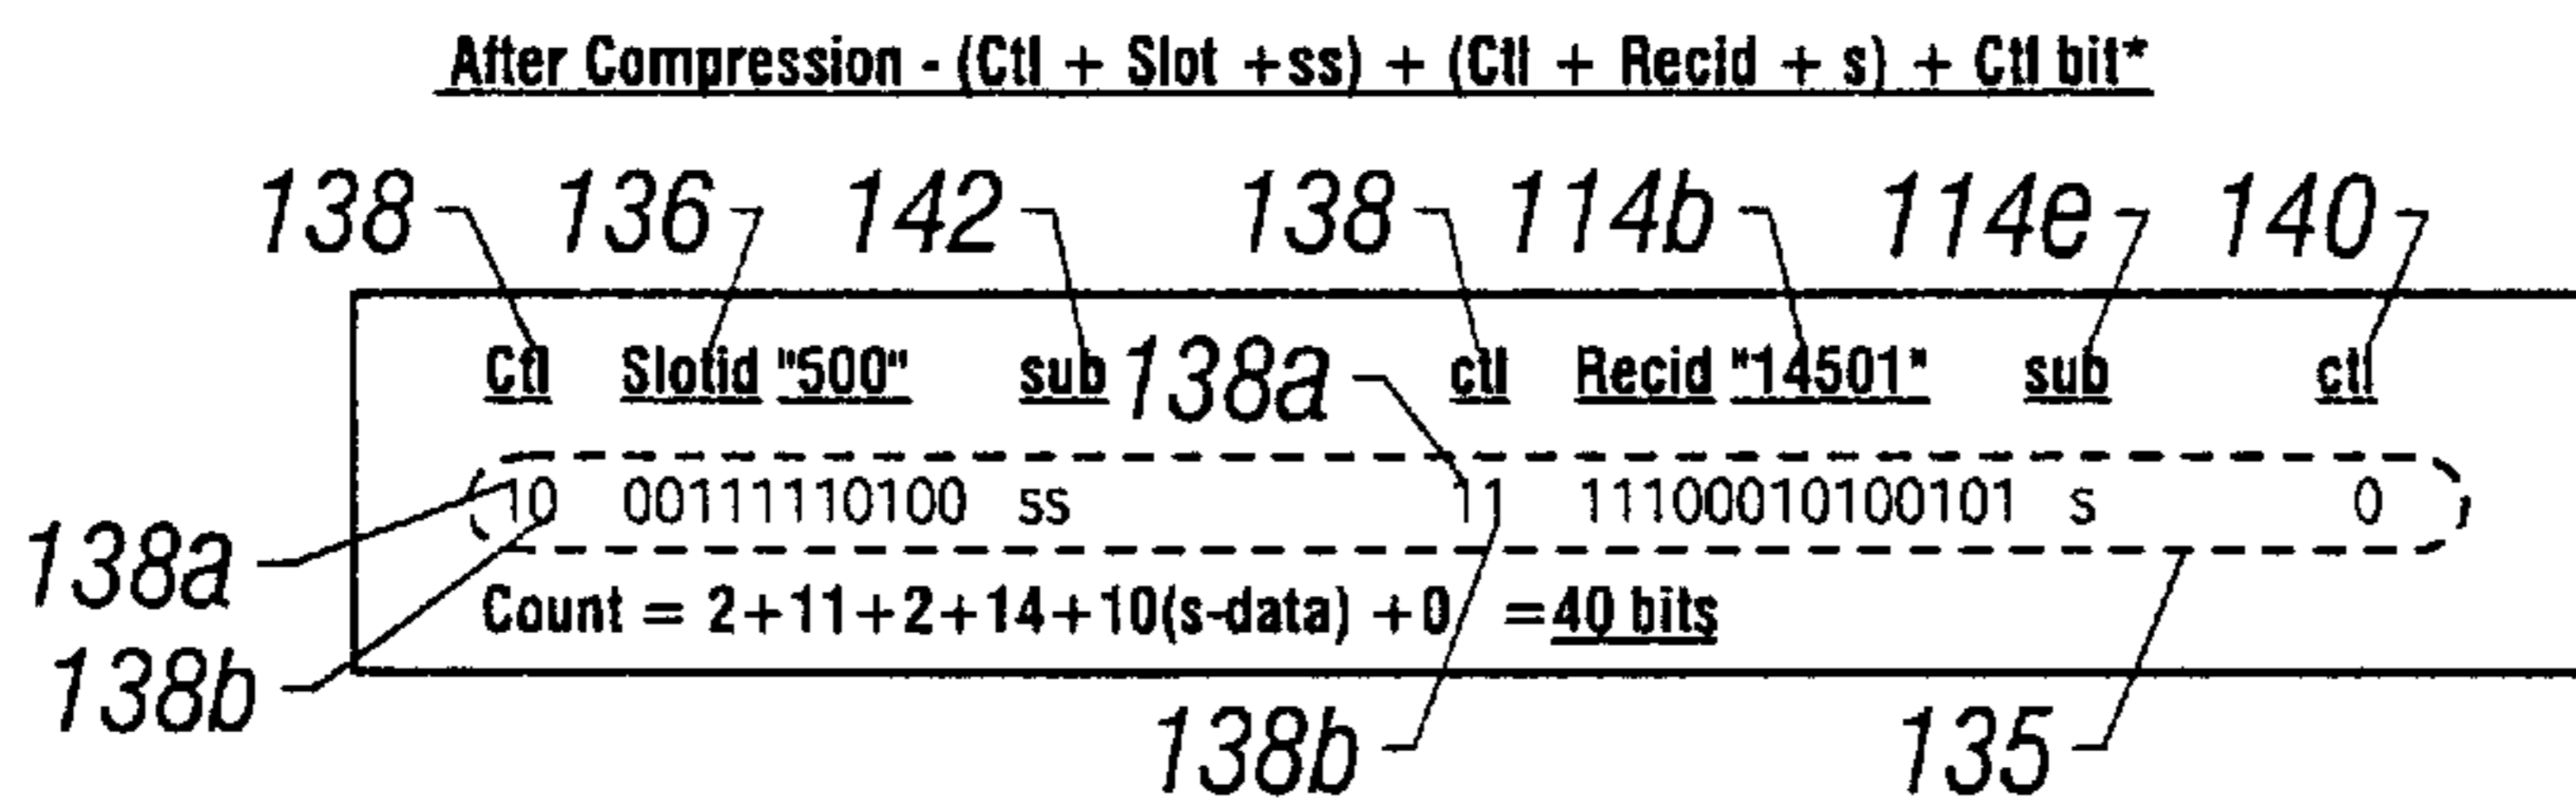 After Compression - (Ctl + Slot +ss) + (Ctl + Recid + s) + Ctl bit*
138 136 142 138 114b 114e 140
Ctl Slotid "500" sub 138a ctl Recid "14501" sub ctl
10 00111110100 ss 11 11100010100101 s 0
138a
Count = 2+11+2+14+10(s-data) +0 =40 bits
138b
138b 135